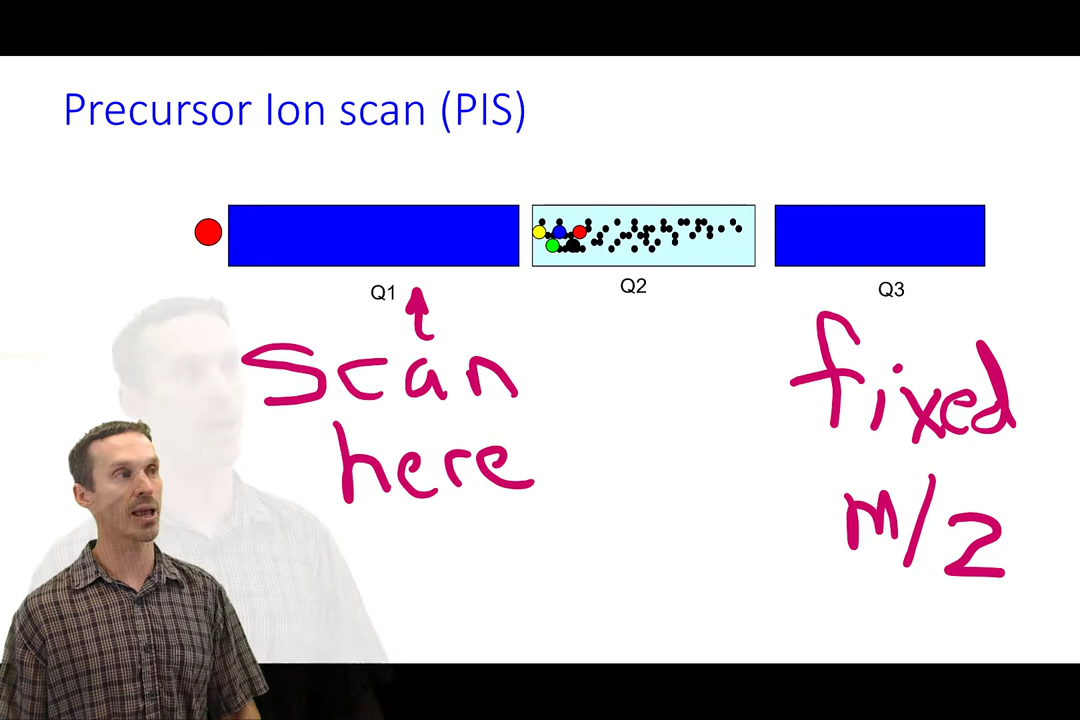 Precursor Ion scan (PIS)
Q1
Q2
Q3
Scan
here
fixed
m/z